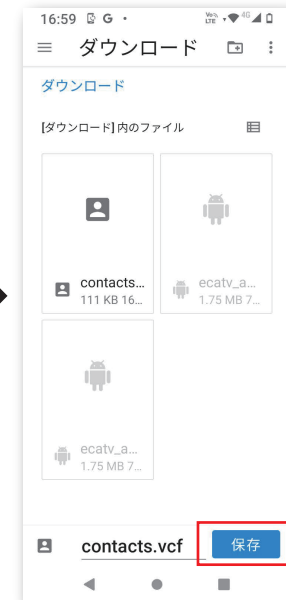 16:59 G
VoLTE 4G
ダウンロード
ダウンロード
[ダウンロード] 内のファイル
contacts...
111 KB 16...
ecatv_a...
1.75 MB 7...
ecatv_a...
1.75 MB 7...
contacts.vcf
保存